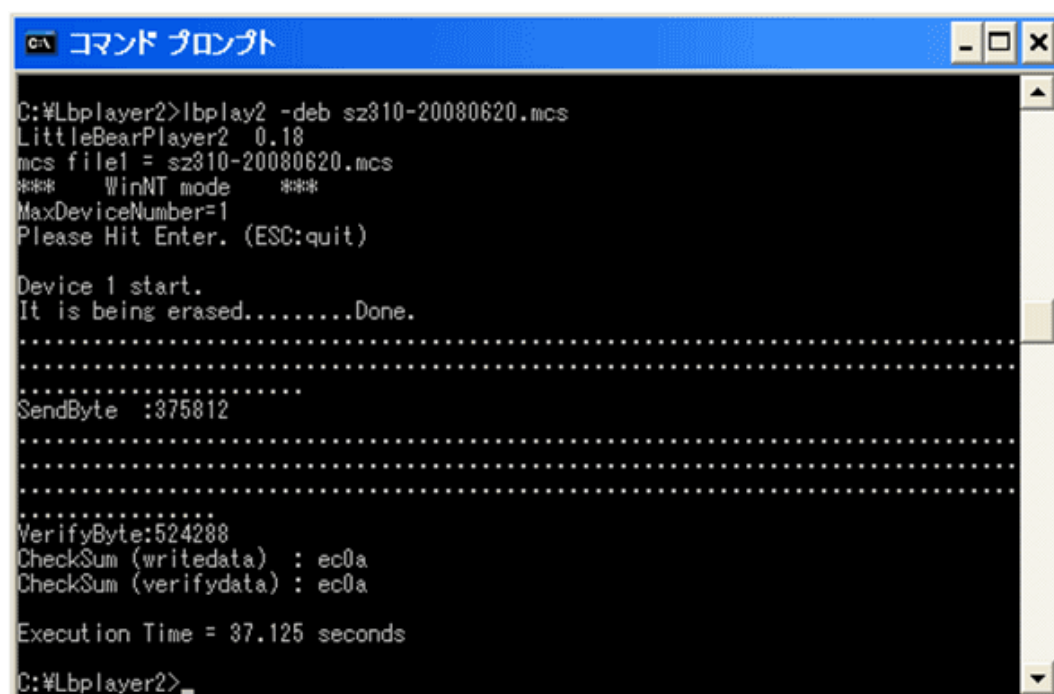 コマンド プロンプト
C:¥Lbplayer2>lbplay2 -deb sz310-20080620.mcs
LittleBearPlayer2  0.18
mcs file1 = sz310-20080620.mcs
***    WinNT mode    ***
MaxDeviceNumber=1
Please Hit Enter. (ESC:quit)
Device 1 start.
It is being erased.........Done.
................................................................................
................................................................................
.......................
SendByte  :375812
................................................................................
................................................................................
................................................................................
................
VerifyByte:524288
CheckSum (writedata)  : ec0a
CheckSum (verifydata) : ec0a
Execution Time = 37.125 seconds
C:¥Lbplayer2>_